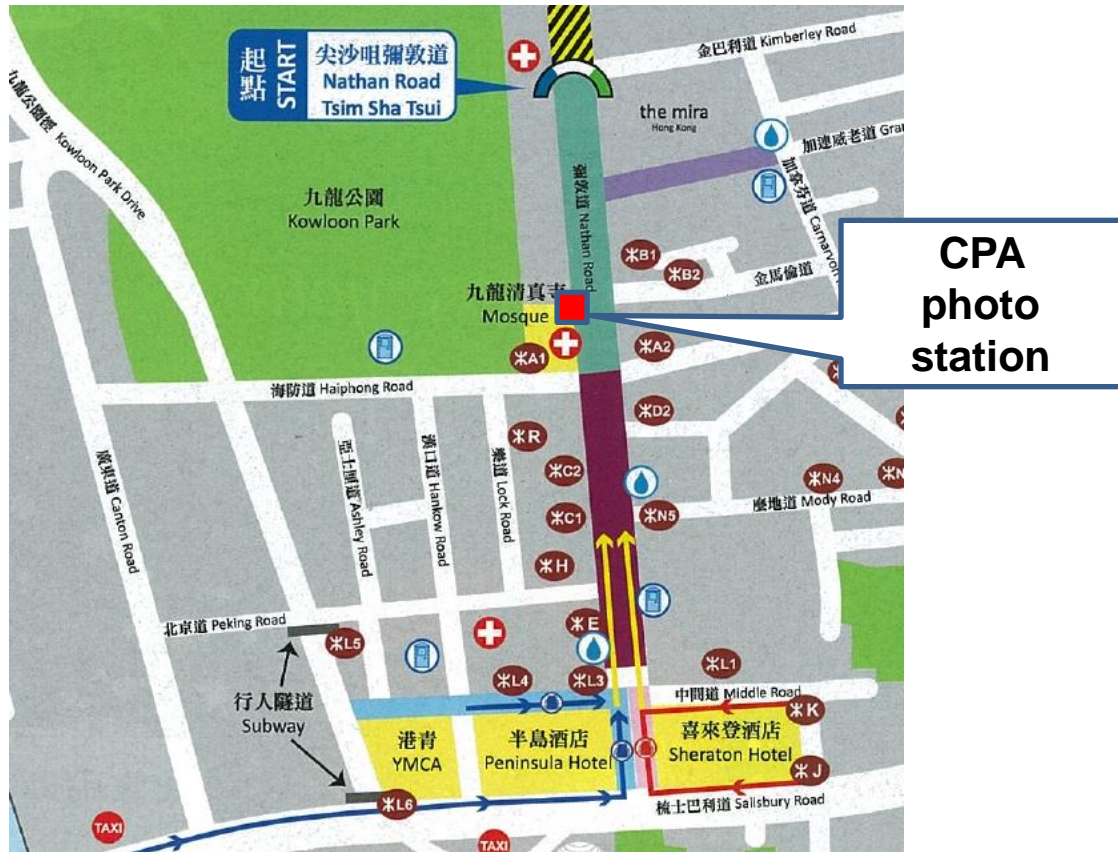 起點
START
尖沙咀彌敦道
Nathan Road
Tsim Sha Tsui
金巴利道 Kimberley Road
the mira
Hong Kong
加連威老道 Gran
九龍公園徑 Kowloon Park Drive
九龍公園
Kowloon Park
彌敦道 Nathan Road
加拿芬道 Carnarvon
B1
B2
金馬倫道
CPA
photo
station
九龍清真寺
Mosque
A1
A2
海防道 Haiphong Road
D2
R
C2
C1
H
N5
N4
N
廣東道 Canton Road
亞士厘道 Ashley Road
漢口道 Hankow Road
樂道 Lock Road
麼地道 Mody Road
北京道 Peking Road
L5
E
L4
L3
L1
行人隧道
Subway
中間道 Middle Road
K
港青
YMCA
半島酒店
Peninsula Hotel
喜來登酒店
Sheraton Hotel
J
L6
梳士巴利道 Salisbury Road
TAXI
TAXI